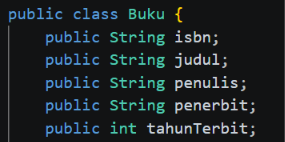 public class Buku {
    public String isbn;
    public String judul;
    public String penulis;
    public String penerbit;
    public int tahunTerbit;